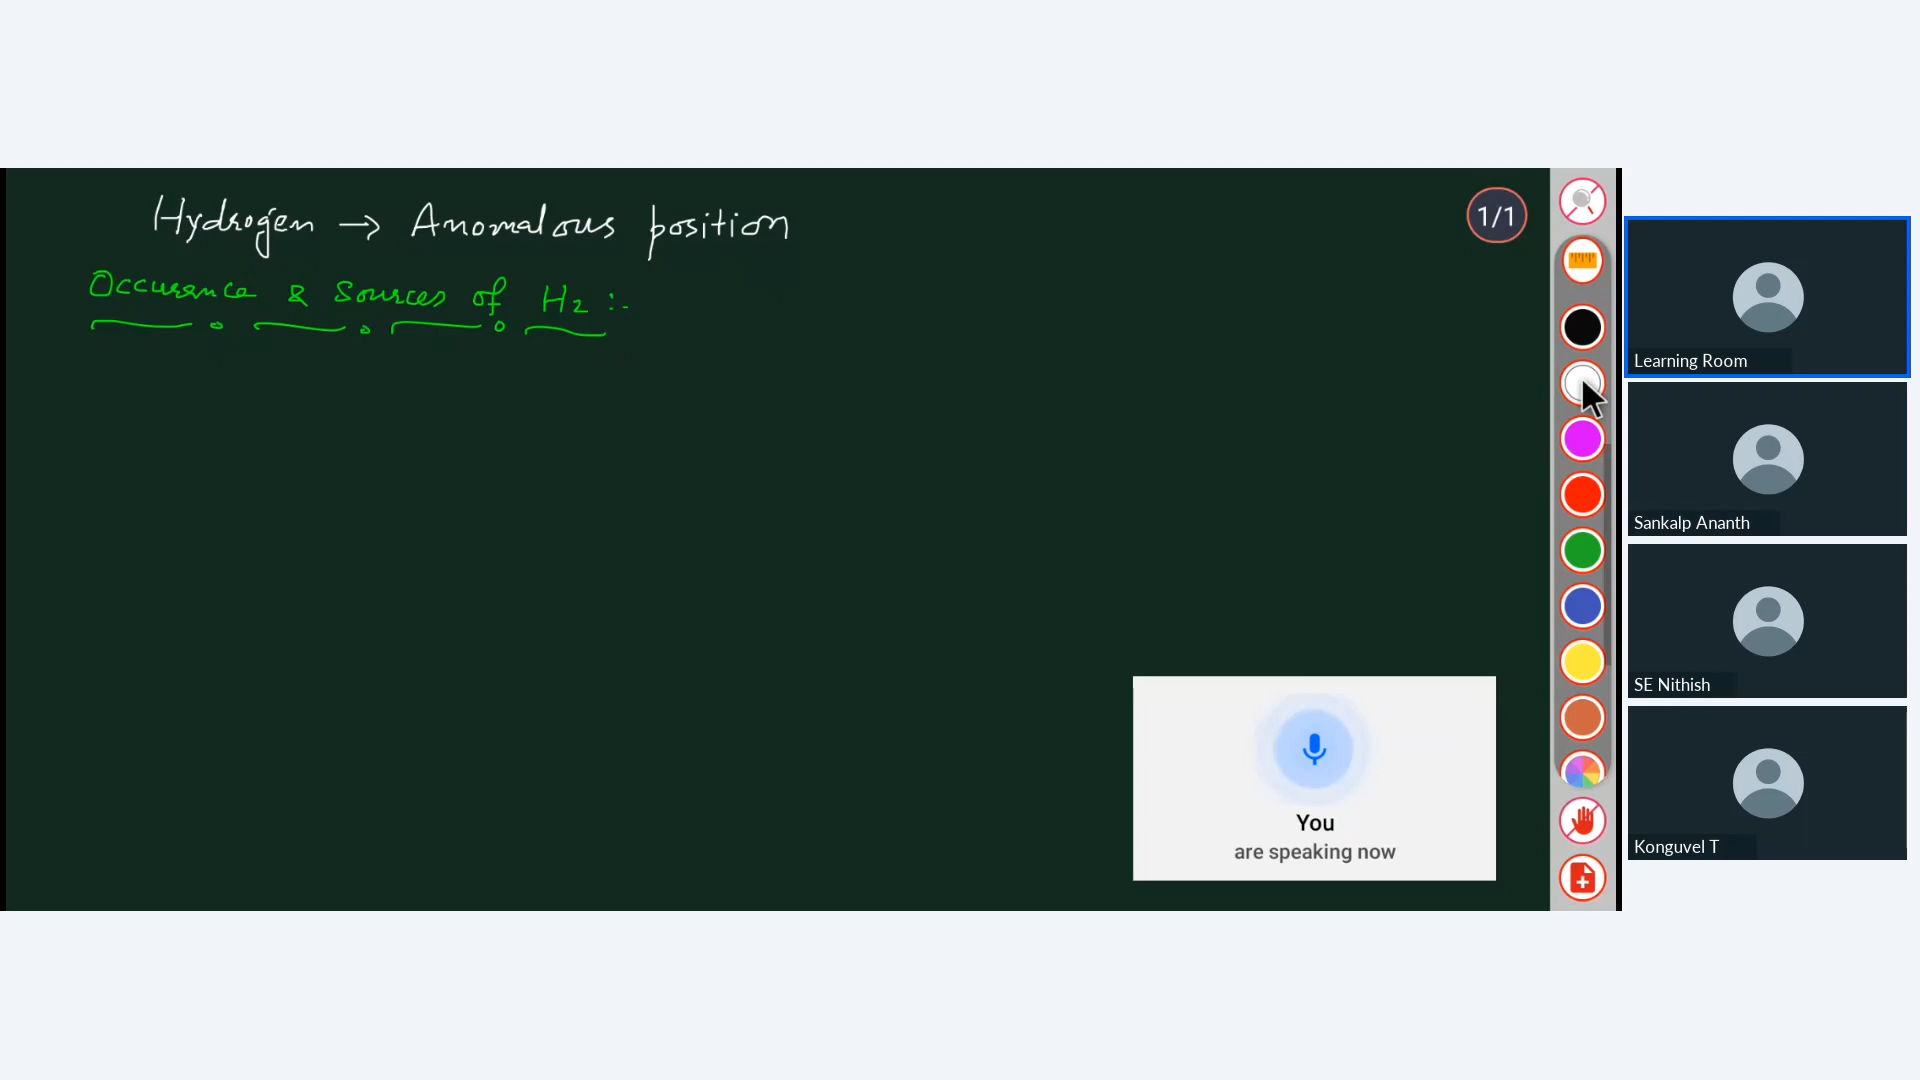 Hydrogen → Anomalous position
Occurance & Sources of H2 :-
1/1
Learning Room
Sankalp Ananth
SE Nithish
You
are speaking now
Konguvel T